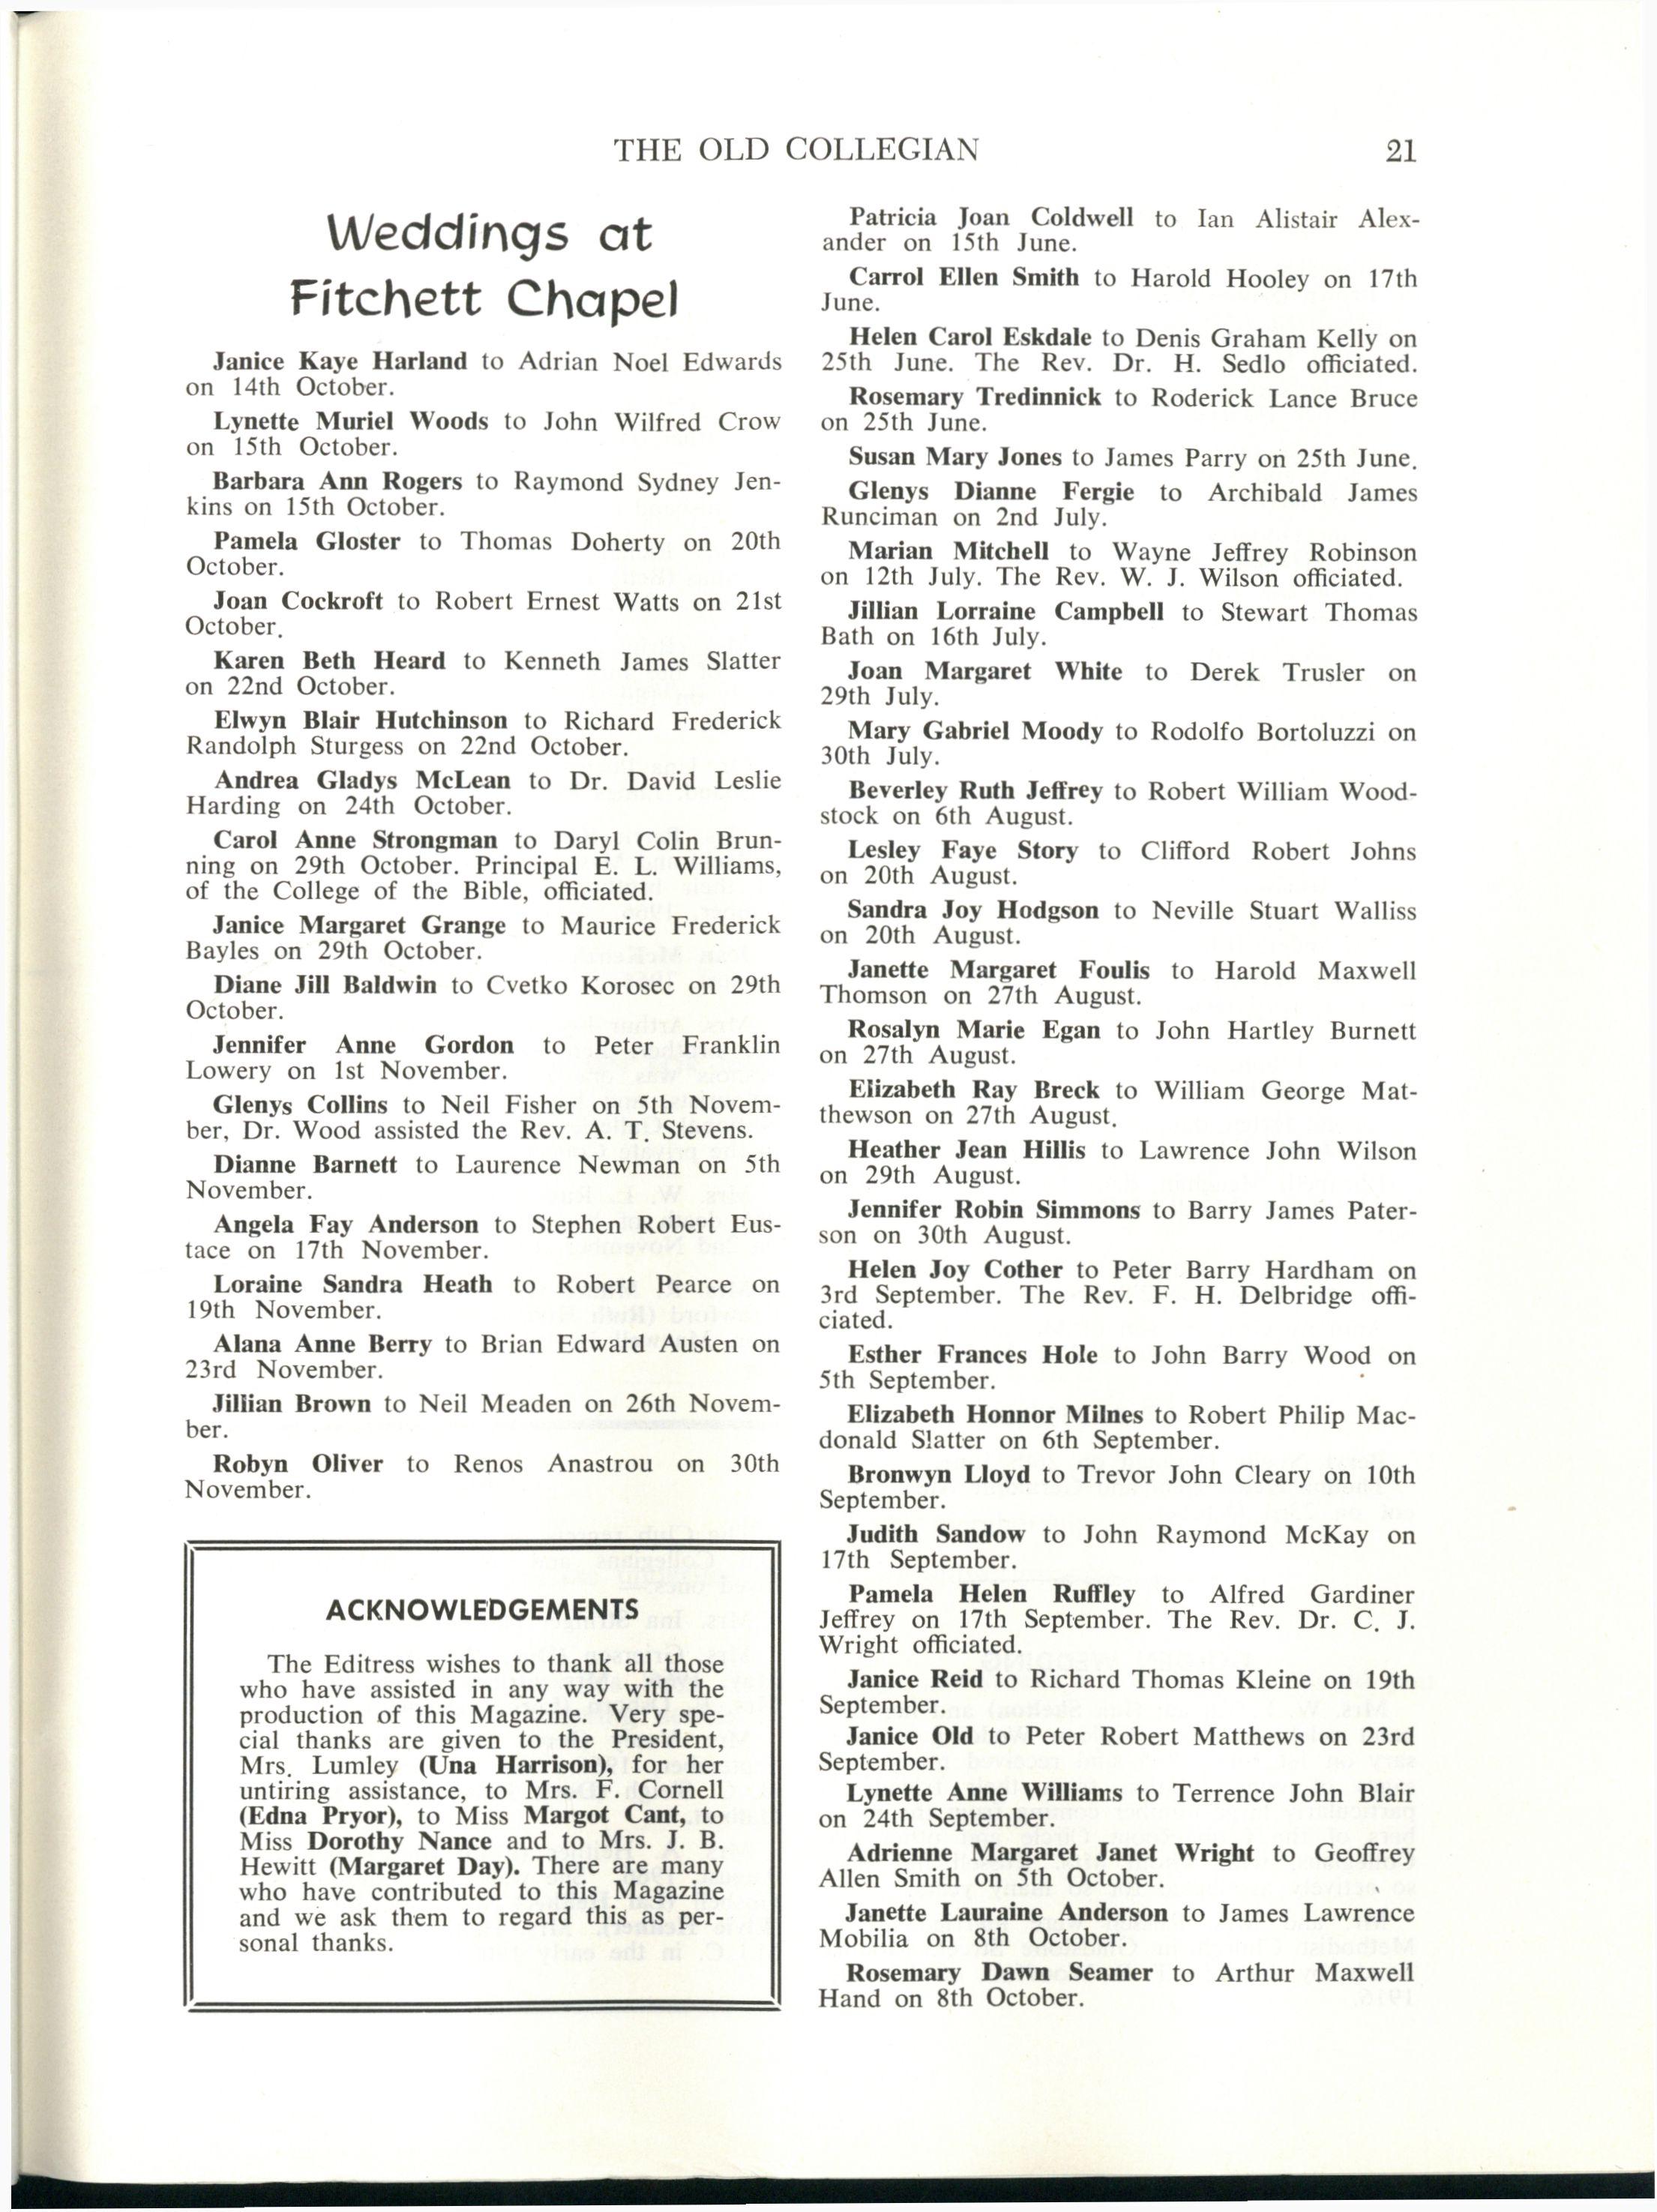 THE OLD COLLEGIAN
21
Weddings at
Fitchett Chapel
Janice Kaye Harland to Adrian Noel Edwards
on 14th October.
Lynette Muriel Woods to John Wilfred Crow
on 15th October.
Barbara Ann Rogers to Raymond Sydney Jen-
kins on 15th October.
Pamela Gloster to Thomas Doherty on 20th
October.
Joan Cockroft to Robert Ernest Watts on 21st
October.
Karen Beth Heard to Kenneth James Slatter
on 22nd October.
Elwyn Blair Hutchinson to Richard Frederick
Randolph Sturgess on 22nd October.
Andrea Gladys McLean to Dr. David Leslie
Harding on 24th October.
Carol Anne Strongman to Daryl Colin Brun-
ning on 29th October. Principal E. L. Williams,
of the College of the Bible, officiated.
Janice Margaret Grange to Maurice Frederick
Bayles on 29th October.
Diane Jill Baldwin to Cvetko Korosec on 29th
October.
Jennifer Anne Gordon to Peter Franklin
Lowery on 1st November.
Glenys Collins to Neil Fisher on 5th Novem-
ber, Dr. Wood assisted the Rev. A. T. Stevens.
Dianne Barnett to Laurence Newman on 5th
November.
Angela Fay Anderson to Stephen Robert Eus-
tace on 17th November.
Loraine Sandra Heath to Robert Pearce on
19th November.
Alana Anne Berry to Brian Edward Austen on
23rd November.
Jillian Brown to Neil Meaden on 26th Novem-
ber.
Robyn Oliver to Renos Anastrou on 30th
November.
ACKNOWLEDGEMENTS
The Editress wishes to thank all those
who have assisted in any way with the
production of this Magazine. Very spe-
cial thanks are given to the President,
Mrs. Lumley (Una Harrison), for her
untiring assistance, to Mrs. F. Cornell
(Edna Pryor), to Miss Margot Cant, to
Miss Dorothy Nance and to Mrs. J. B.
Hewitt (Margaret Day). There are many
who have contributed to this Magazine
and we ask them to regard this as per-
sonal thanks.
Patricia Joan Coldwell to Ian Alistair Alex-
ander on 15th June.
Carrol Ellen Smith to Harold Hooley on 17th
June.
Helen Carol Eskdale to Denis Graham Kelly on
25th June. The Rev. Dr. H. Sedlo officiated.
Rosemary Tredinnick to Roderick Lance Bruce
on 25th June.
Susan Mary Jones to James Parry on 25th June.
Glenys Dianne Fergie to Archibald James
Runciman on 2nd July.
Marian Mitchell to Wayne Jeffrey Robinson
on 12th July. The Rev. W. J. Wilson officiated.
Jillian Lorraine Campbell to Stewart Thomas
Bath on 16th July.
Joan Margaret White to Derek Trusler on
29th July.
Mary Gabriel Moody to Rodolfo Bortoluzzi on
30th July.
Beverley Ruth Jeffrey to Robert William Wood-
stock on 6th August.
Lesley Faye Story to Clifford Robert Johns
on 20th August.
Sandra Joy Hodgson to Neville Stuart Walliss
on 20th August.
Janette Margaret Foulis to Harold Maxwell
Thomson on 27th August.
Rosalyn Marie Egan to John Hartley Burnett
on 27th August.
Elizabeth Ray Breck to William George Mat-
thewson on 27th August.
Heather Jean Hillis to Lawrence John Wilson
on 29th August.
Jennifer Robin Simmons to Barry James Pater-
son on 30th August.
Helen Joy Cother to Peter Barry Hardham on
3rd September. The Rev. F. H. Delbridge offi-
ciated.
Esther Frances Hole to John Barry Wood on
5th September.
Elizabeth Honnor Milnes to Robert Philip Mac-
donald Slatter on 6th September.
Bronwyn Lloyd to Trevor John Cleary on 10th
September.
Judith Sandow to John Raymond McKay on
17th September.
Pamela Helen Ruffley to Alfred Gardiner
Jeffrey on 17th September. The Rev. Dr. C. J.
Wright officiated.
Janice Reid to Richard Thomas Kleine on 19th
September.
Janice Old to Peter Robert Matthews on 23rd
September.
Lynette Anne Williams to Terrence John Blair
on 24th September.
Adrienne Margaret Janet Wright to Geoffrey
Allen Smith on 5th October.
Janette Lauraine Anderson to James Lawrence
Mobilia on 8th October.
Rosemary Dawn Seamer to Arthur Maxwell
Hand on 8th October.